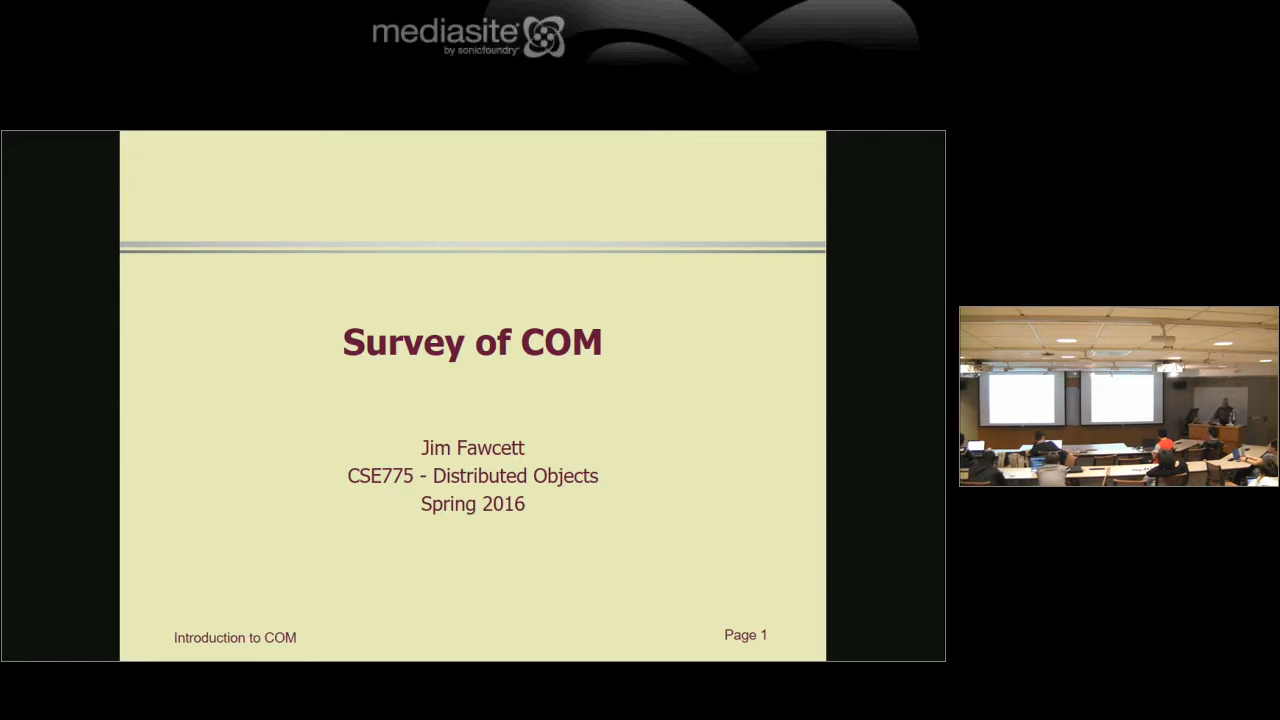 mediasite
by sonicfoundry
Survey of COM
Jim Fawcett
CSE775 - Distributed Objects
Spring 2016
Introduction to COM
Page 1